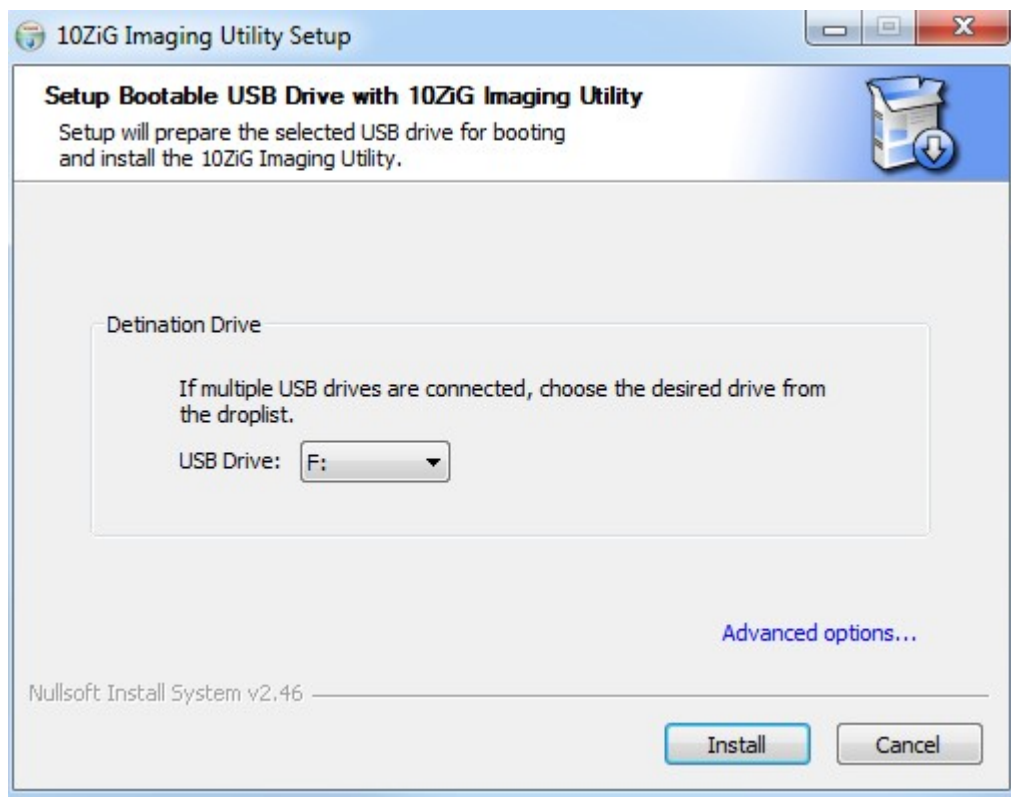 10ZiG Imaging Utility Setup
Setup Bootable USB Drive with 10ZiG Imaging Utility
Setup will prepare the selected USB drive for booting
and install the 10ZiG Imaging Utility.
Detination Drive
If multiple USB drives are connected, choose the desired drive from
the droplist.
USB Drive: F:
Advanced options...
Nullsoft Install System v2.46
Install Cancel